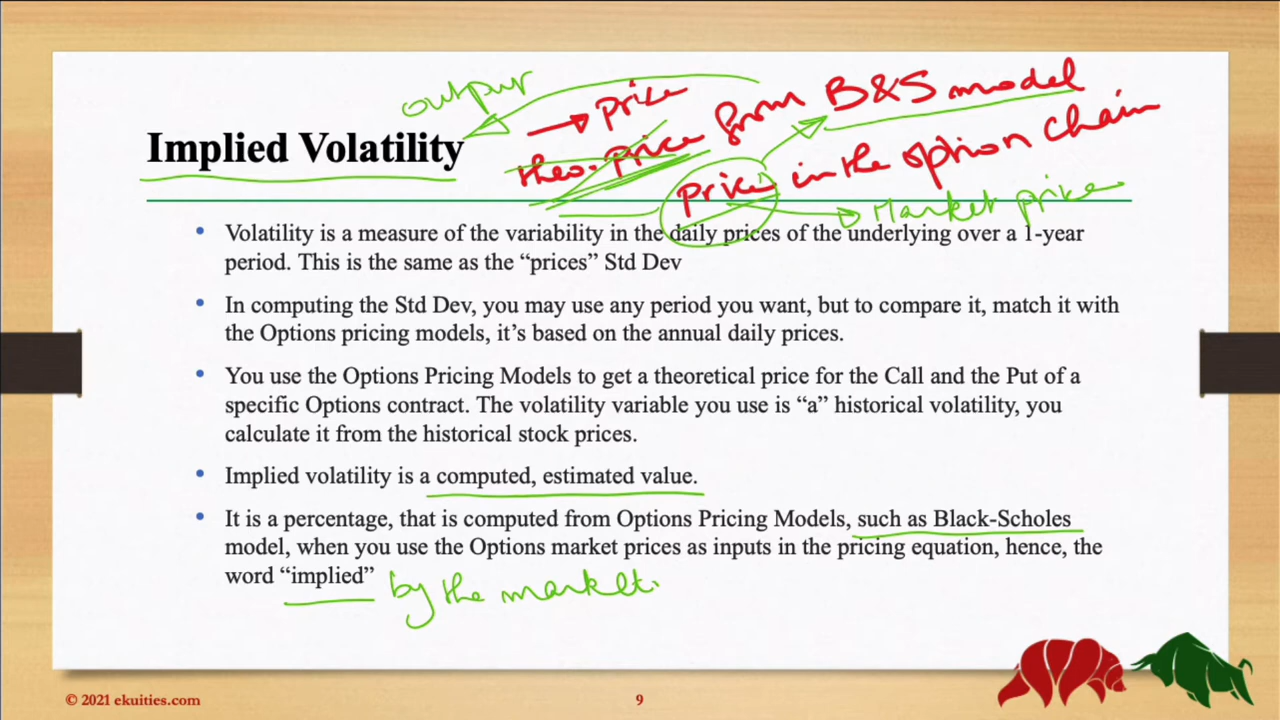 output
→ price
theo. price from B&S model
Implied Volatility
price in the option chain
Market price
• Volatility is a measure of the variability in the daily prices of the underlying over a 1-year
period. This is the same as the “prices” Std Dev
• In computing the Std Dev, you may use any period you want, but to compare it, match it with
the Options pricing models, it’s based on the annual daily prices.
• You use the Options Pricing Models to get a theoretical price for the Call and the Put of a
specific Options contract. The volatility variable you use is “a” historical volatility, you
calculate it from the historical stock prices.
• Implied volatility is a computed, estimated value.
• It is a percentage, that is computed from Options Pricing Models, such as Black-Scholes
model, when you use the Options market prices as inputs in the pricing equation, hence, the
word “implied” by the market.
© 2021 ekuities.com
9